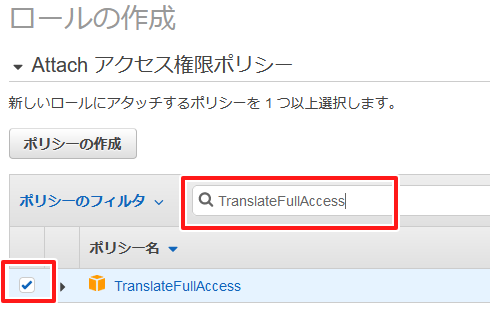 ロールの作成
Attach アクセス権限ポリシー
新しいロールにアタッチするポリシーを 1 つ以上選択します。
ポリシーの作成
ポリシーのフィルタ TranslateFullAccess
ポリシー名
TranslateFullAccess